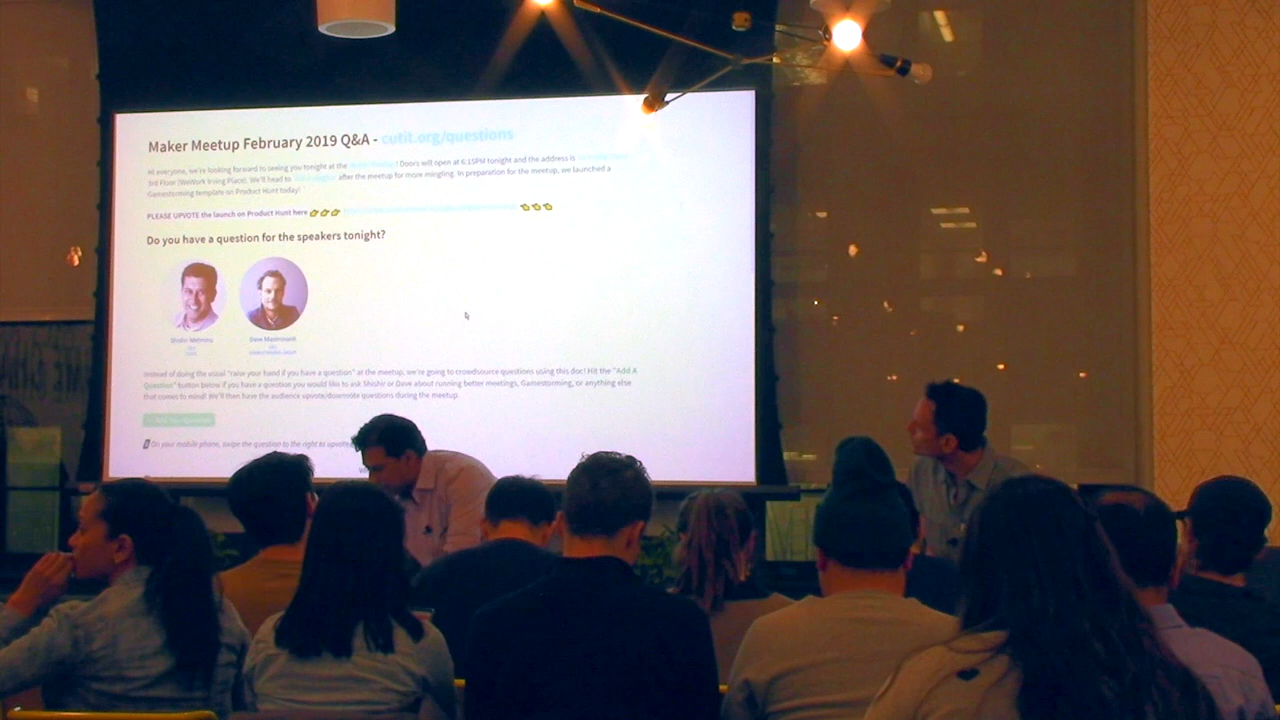 Maker Meetup February 2019 Q&A - cutit.org/questions
Hi everyone, we're looking forward to seeing you tonight at the ! Doors will open at 6:15PM tonight and the address is
3rd Floor (WeWork Irving Place). We'll head to after the meetup for more mingling. In preparation for the meetup, we launched a
Gamestorming template on Product Hunt today!
PLEASE UPVOTE the launch on Product Hunt here 👉👉👉 👈👈👈
Do you have a question for the speakers tonight?
Shishir Mehrotra
Dave Mastronardi
Instead of doing the usual "raise your hand if you have a question" at the meetup, we're going to crowdsource questions using this doc! Hit the "Add A
Question" button below if you have a question you would like to ask Shishir or Dave about running better meetings, Gamestorming, or anything else
that comes to mind! We'll then have the audience upvote/downvote questions during the meetup.
On your mobile phone, swipe the question to the right to upvote